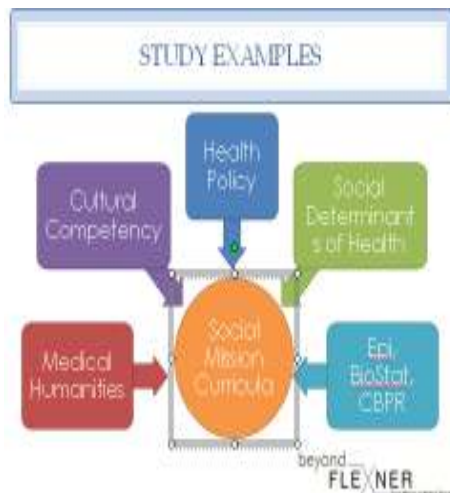 STUDY EXAMPLES
Health
Policy
Cultural
Competency
Social
Determinant
s of Health
Medical
Humanities
Social
Mission
Curricula
Epi,
BioStat,
CBPR
beyond
FLEXNER